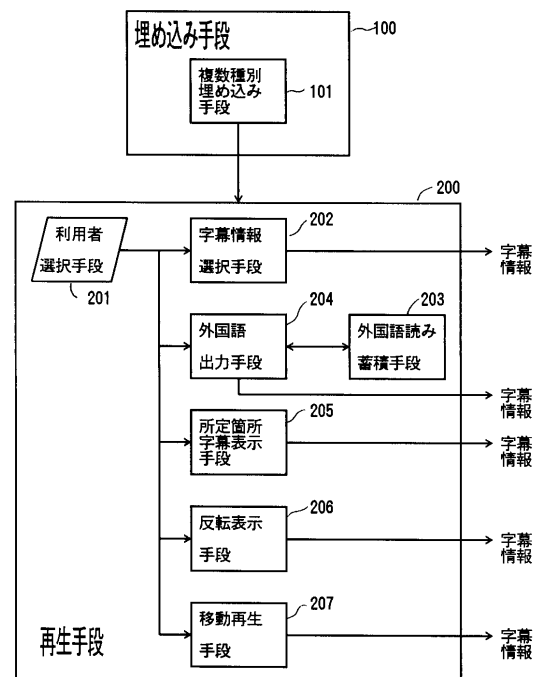 埋め込み手段
100
複数種別
埋め込み
手段
101
200
利用者
選択手段
201
字幕情報
選択手段
202
字幕
情報
外国語
出力手段
204
外国語読み
蓄積手段
203
字幕
情報
所定箇所
字幕表示
手段
205
字幕
情報
反転表示
手段
206
字幕
情報
移動再生
手段
207
字幕
情報
再生手段